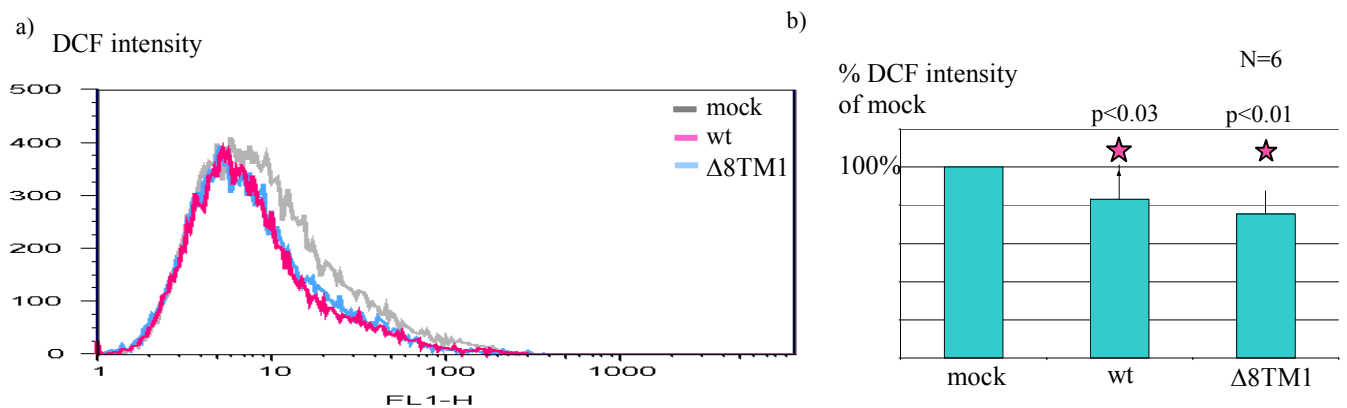 a)
DCF intensity
500
400
300
200
100
0
mock
wt
Δ8TM1
1
10
100
1000
FL1-H
b)
N=6
% DCF intensity
of mock
p<0.03
p<0.01
100%
mock
wt
Δ8TM1